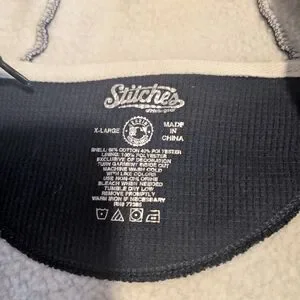 Stitches
ATHLETIC GEAR
X-LARGE
MADE IN
CHINA
SHELL: 60% COTTON 40% POLYESTER
LINING: 100% POLYESTER
EXCLUSIVE OF DECORATION
TURN GARMENT INSIDE OUT
MACHINE WASH COLD
WITH LIKE COLORS
USE NON-CHLORINE
BLEACH WHEN NEEDED
TUMBLE DRY LOW
REMOVE PROMPTLY
WARM IRON IF NECESSARY